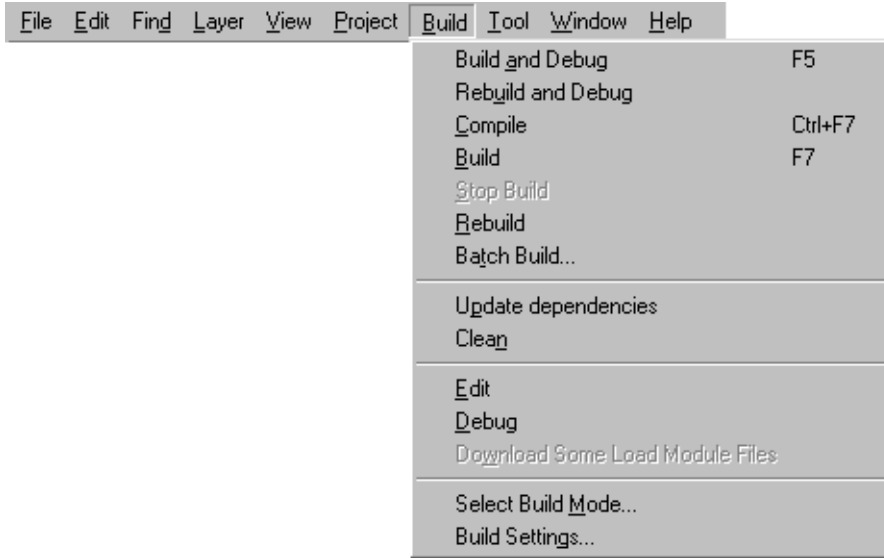 File Edit Find Layer View Project Build Tool Window Help
Build and Debug F5
Rebuild and Debug
Compile Ctrl+F7
Build F7
Stop Build
Rebuild
Batch Build...
Update dependencies
Clean
Edit
Debug
Download Some Load Module Files
Select Build Mode...
Build Settings...